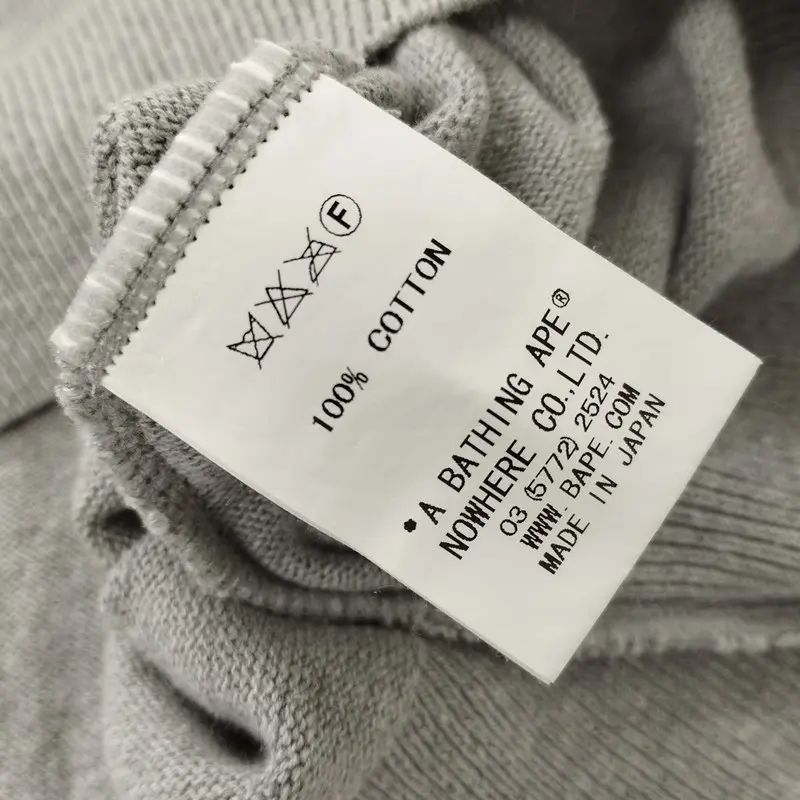 F
100% COTTON
A BATHING APE®
NOWHERE CO.,LTD.
03 (5772) 2524
WWW.BAPE.COM
MADE IN JAPAN